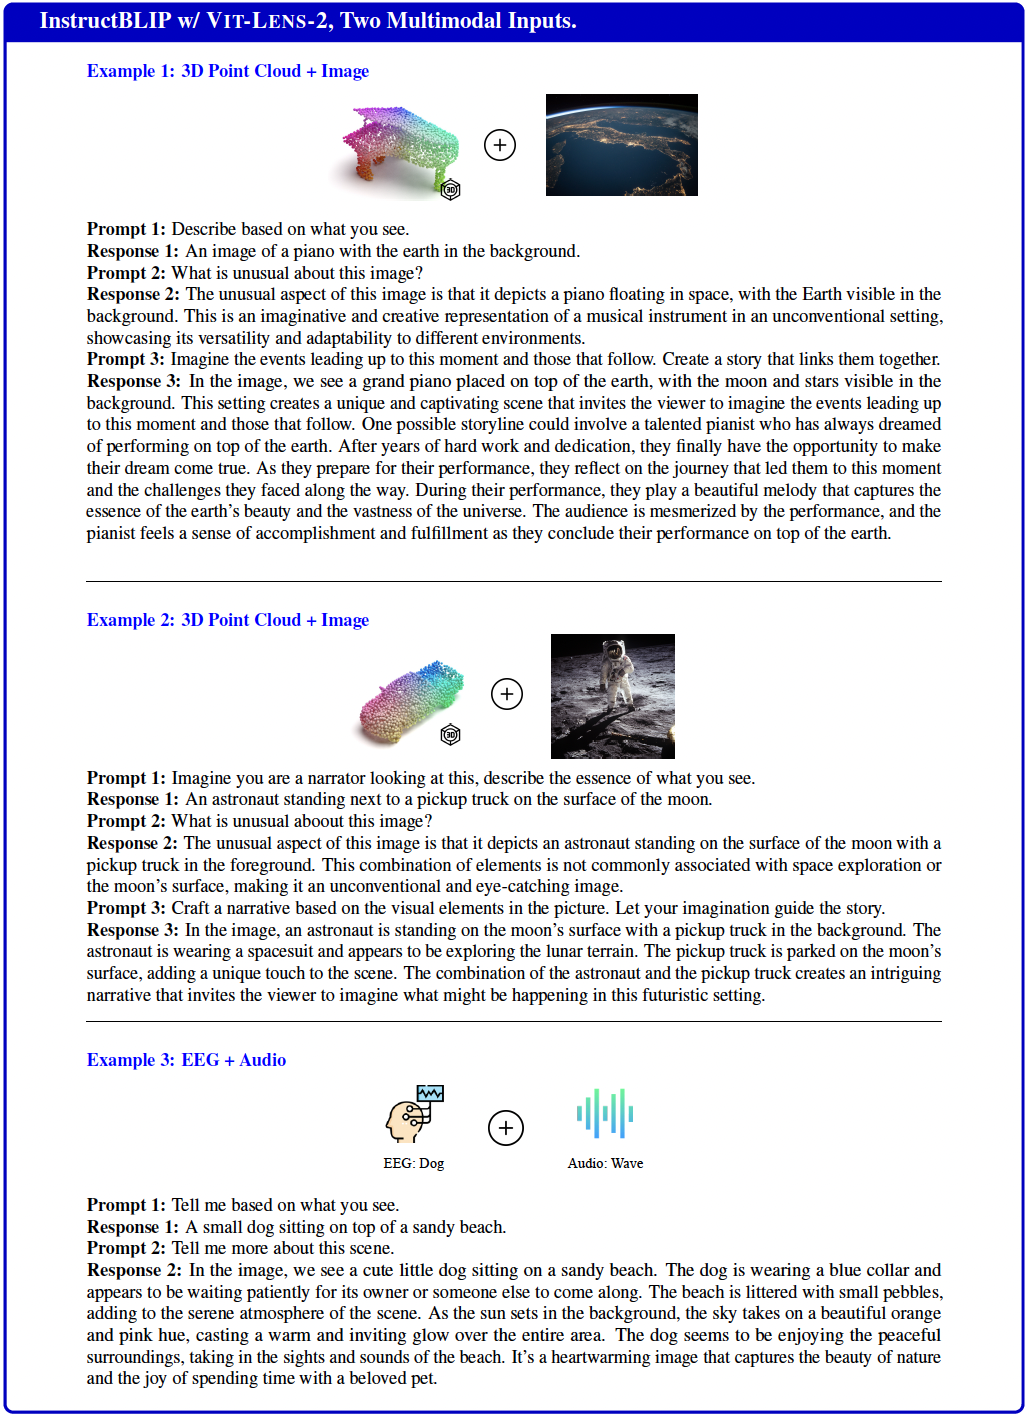 InstructBLIP w/ VIT-LENS-2, Two Multimodal Inputs.
Example 1: 3D Point Cloud + Image
3D
Prompt 1: Describe based on what you see.
Response 1: An image of a piano with the earth in the background.
Prompt 2: What is unusual about this image?
Response 2: The unusual aspect of this image is that it depicts a piano floating in space, with the Earth visible in the
background. This is an imaginative and creative representation of a musical instrument in an unconventional setting,
showcasing its versatility and adaptability to different environments.
Prompt 3: Imagine the events leading up to this moment and those that follow. Create a story that links them together.
Response 3: In the image, we see a grand piano placed on top of the earth, with the moon and stars visible in the
background. This setting creates a unique and captivating scene that invites the viewer to imagine the events leading up
to this moment and those that follow. One possible storyline could involve a talented pianist who has always dreamed
of performing on top of the earth. After years of hard work and dedication, they finally have the opportunity to make
their dream come true. As they prepare for their performance, they reflect on the journey that led them to this moment
and the challenges they faced along the way. During their performance, they play a beautiful melody that captures the
essence of the earth's beauty and the vastness of the universe. The audience is mesmerized by the performance, and the
pianist feels a sense of accomplishment and fulfillment as they conclude their performance on top of the earth.
Example 2: 3D Point Cloud + Image
3D
Prompt 1: Imagine you are a narrator looking at this, describe the essence of what you see.
Response 1: An astronaut standing next to a pickup truck on the surface of the moon.
Prompt 2: What is unusual aboout this image?
Response 2: The unusual aspect of this image is that it depicts an astronaut standing on the surface of the moon with a
pickup truck in the foreground. This combination of elements is not commonly associated with space exploration or
the moon's surface, making it an unconventional and eye-catching image.
Prompt 3: Craft a narrative based on the visual elements in the picture. Let your imagination guide the story.
Response 3: In the image, an astronaut is standing on the moon's surface with a pickup truck in the background. The
astronaut is wearing a spacesuit and appears to be exploring the lunar terrain. The pickup truck is parked on the moon's
surface, adding a unique touch to the scene. The combination of the astronaut and the pickup truck creates an intriguing
narrative that invites the viewer to imagine what might be happening in this futuristic setting.
Example 3: EEG + Audio
EEG: Dog
Audio: Wave
Prompt 1: Tell me based on what you see.
Response 1: A small dog sitting on top of a sandy beach.
Prompt 2: Tell me more about this scene.
Response 2: In the image, we see a cute little dog sitting on a sandy beach. The dog is wearing a blue collar and
appears to be waiting patiently for its owner or someone else to come along. The beach is littered with small pebbles,
adding to the serene atmosphere of the scene. As the sun sets in the background, the sky takes on a beautiful orange
and pink hue, casting a warm and inviting glow over the entire area. The dog seems to be enjoying the peaceful
surroundings, taking in the sights and sounds of the beach. It's a heartwarming image that captures the beauty of nature
and the joy of spending time with a beloved pet.